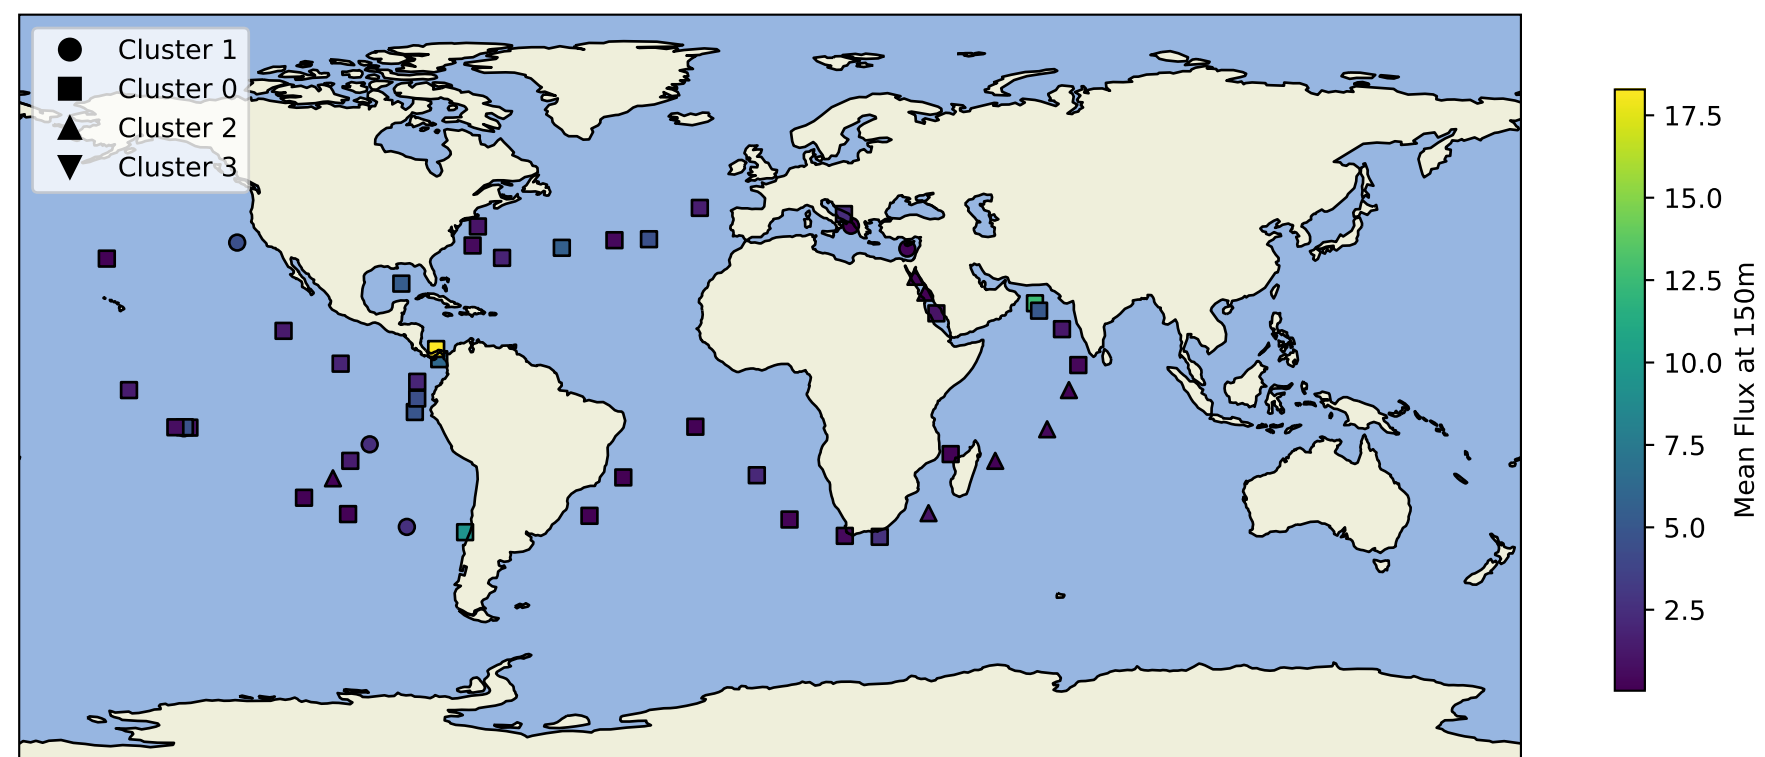 Cluster 1
Cluster 0
Cluster 2
Cluster 3
17.5
15.0
12.5
10.0
7.5
5.0
2.5
Mean Flux at 150m